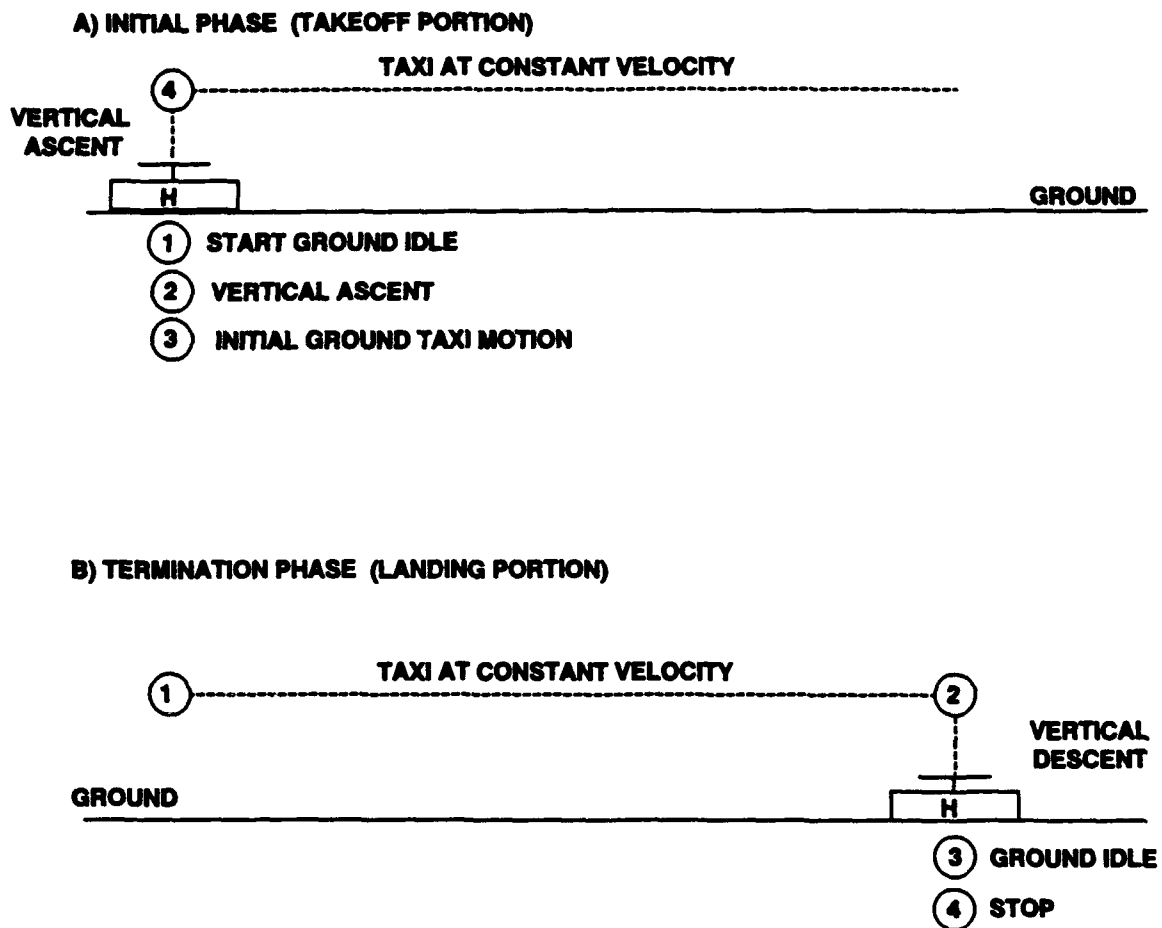 A) INITIAL PHASE (TAKEOFF PORTION)
TAXI AT CONSTANT VELOCITY
4
VERTICAL
ASCENT
H
GROUND
1 START GROUND IDLE
2 VERTICAL ASCENT
3 INITIAL GROUND TAXI MOTION
B) TERMINATION PHASE (LANDING PORTION)
TAXI AT CONSTANT VELOCITY
1
2
VERTICAL
DESCENT
GROUND
H
3 GROUND IDLE
4 STOP